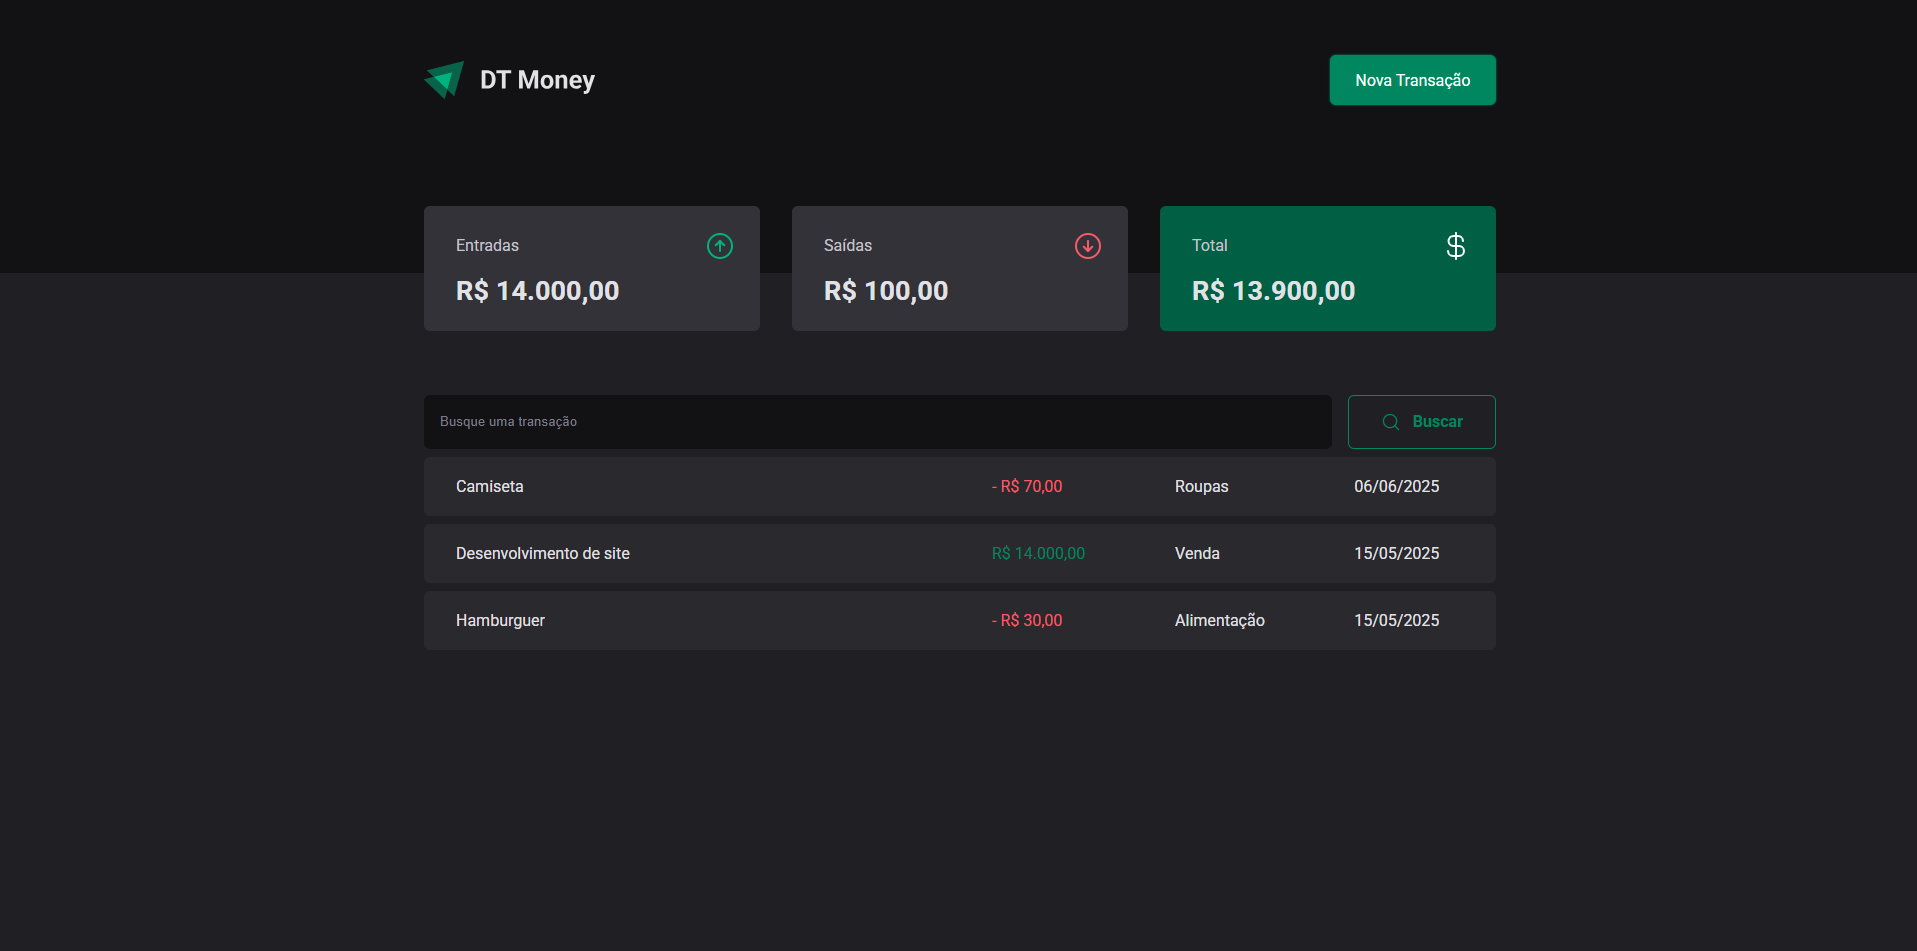 DT Money
Nova Transação
Entradas
R$ 14.000,00
Saídas
R$ 100,00
Total
R$ 13.900,00
Busque uma transação
Buscar
Camiseta - R$ 70,00 Roupas 06/06/2025
Desenvolvimento de site R$ 14.000,00 Venda 15/05/2025
Hamburguer - R$ 30,00 Alimentação 15/05/2025